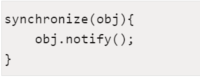 synchronize(obj){
    obj.notify();
}